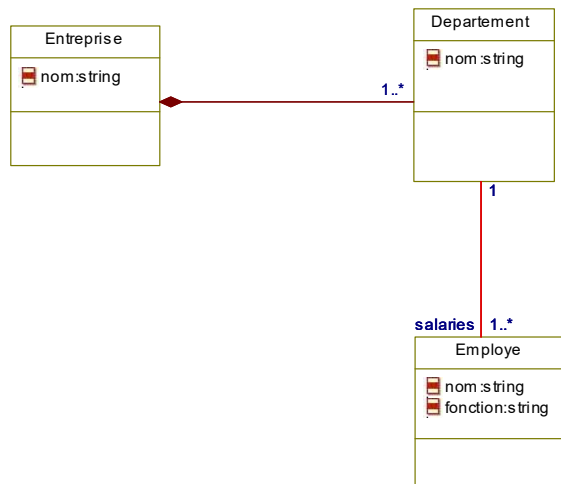 Entreprise
nom:string
1..*
Departement
nom:string
1
salaries 1..*
Employe
nom:string
fonction:string